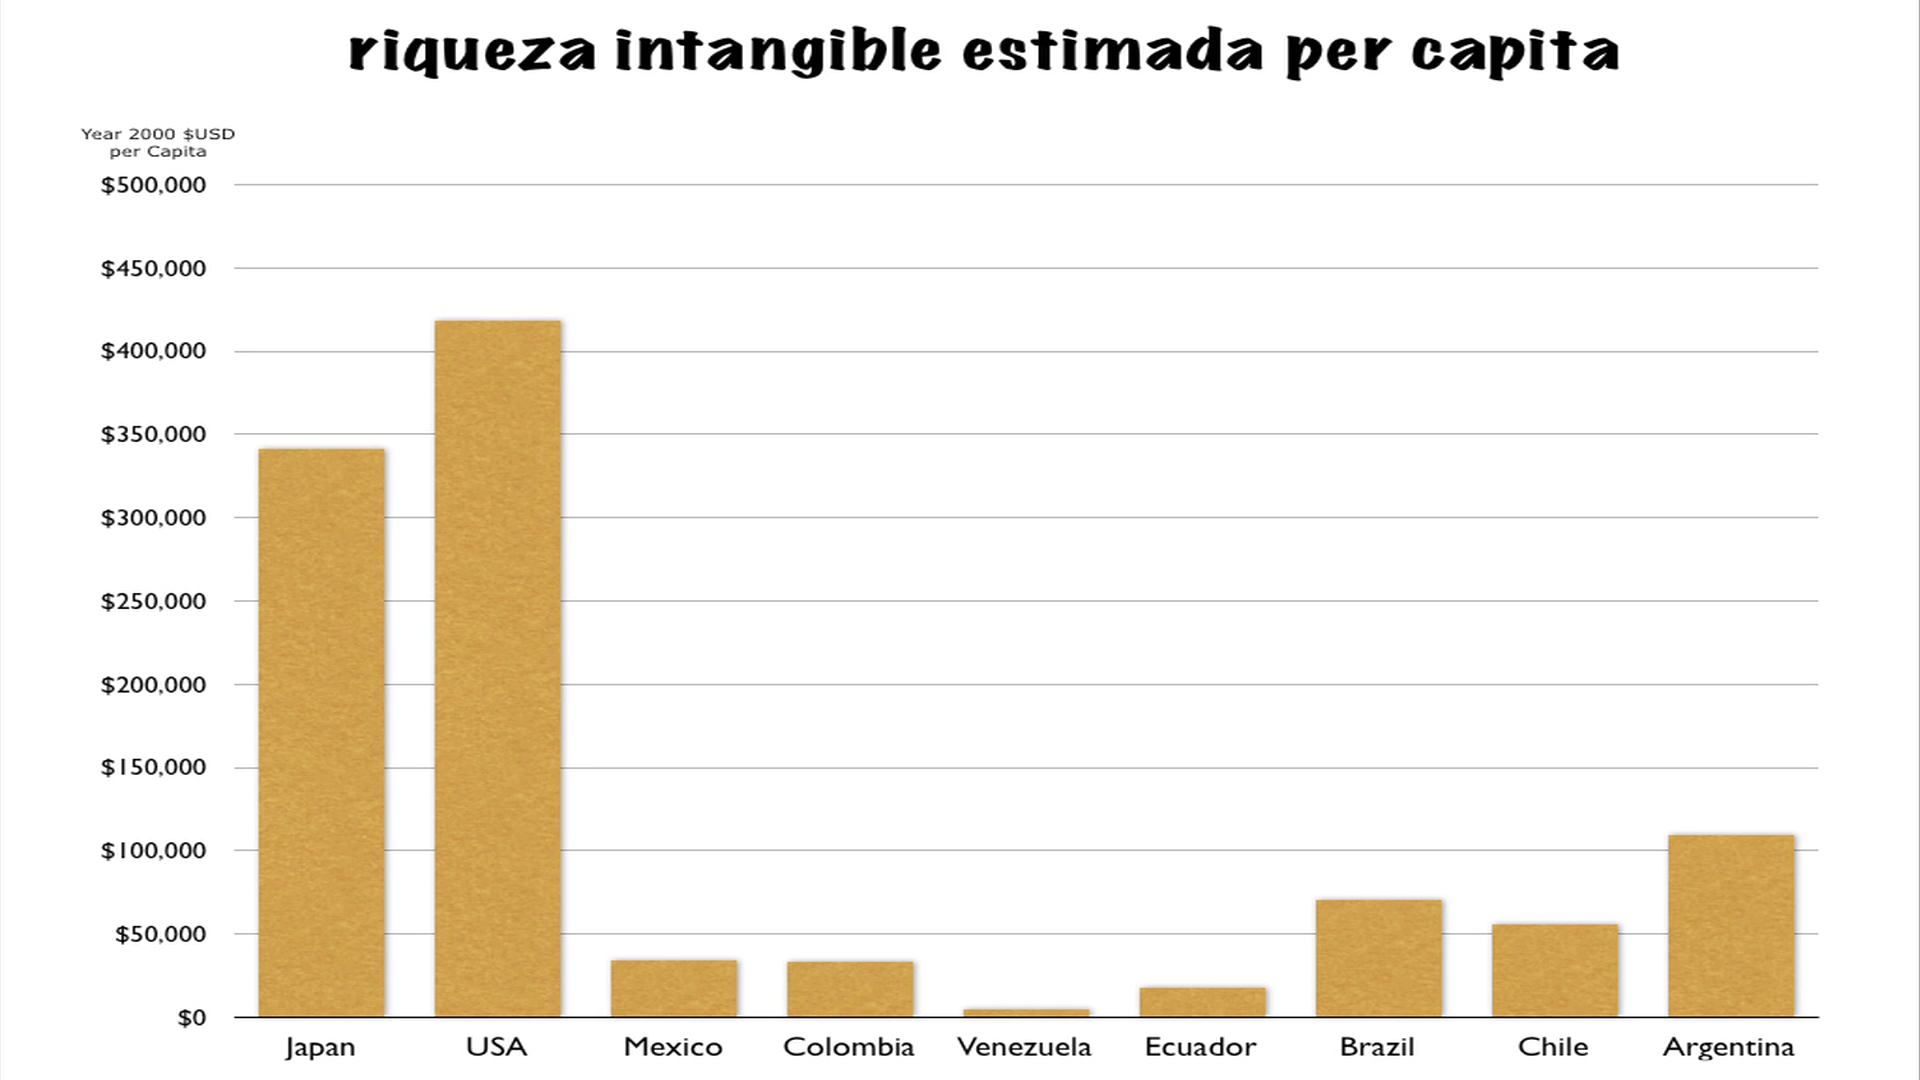 riqueza intangible estimada per capita
Year 2000 $USD
per Capita
$500,000
$450,000
$400,000
$350,000
$300,000
$250,000
$200,000
$150,000
$100,000
$50,000
$0
Japan USA Mexico Colombia Venezuela Ecuador Brazil Chile Argentina